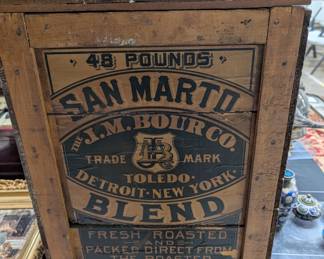 48 POUNDS
SAN MARTO
THE J.M. BOUR CO.
TRADE MARK
TOLEDO
DETROIT • NEW YORK
BLEND
FRESH ROASTED
AND
PACKED DIRECT FROM
THE ROASTER